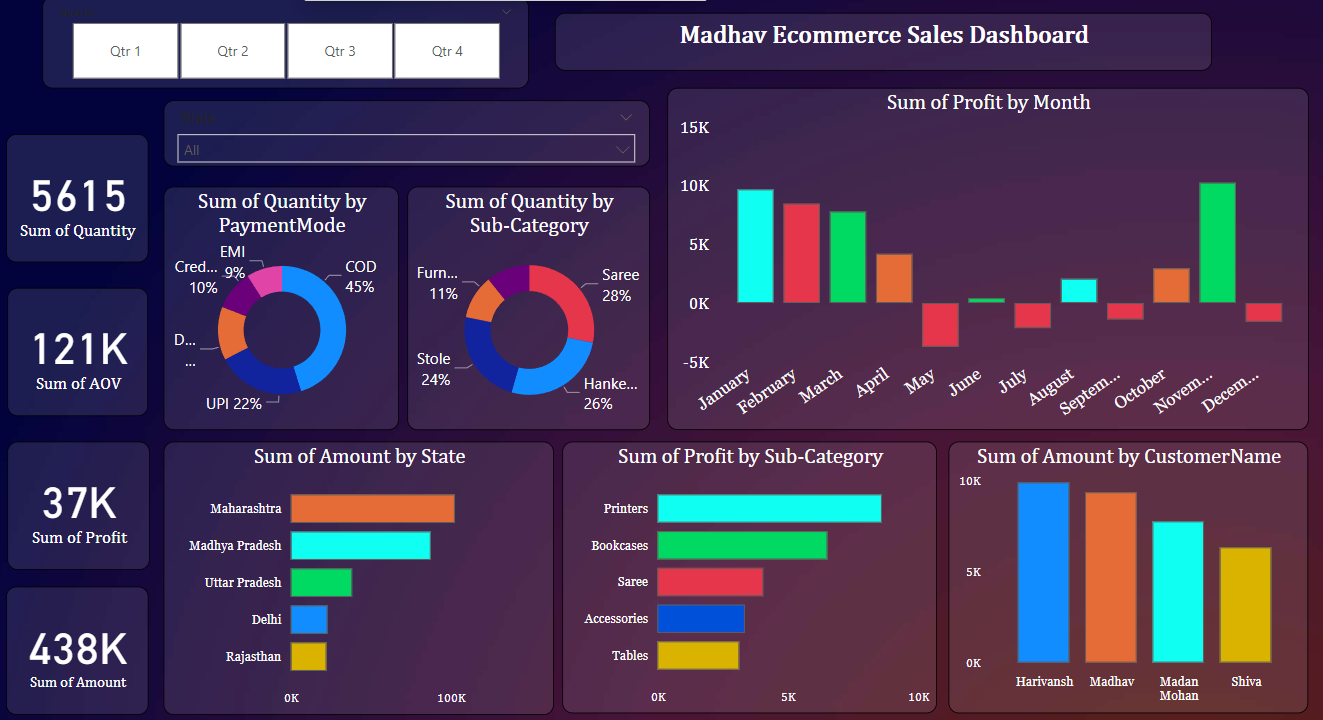 Qtr 1
Qtr 2
Qtr 3
Qtr 4
Madhav Ecommerce Sales Dashboard
All
5615
Sum of Quantity
121K
Sum of AOV
37K
Sum of Profit
438K
Sum of Amount
Sum of Quantity by
PaymentMode
EMI
9%
Cred...
10%
D...
...
UPI 22%
COD
45%
Sum of Quantity by
Sub-Category
Furn...
11%
Stole
24%
Saree
28%
Hanke...
26%
Sum of Profit by Month
15K
10K
5K
0K
-5K
January
February
March
April
May
June
July
August
Septem...
October
Novem...
Decem...
Sum of Amount by State
Maharashtra
Madhya Pradesh
Uttar Pradesh
Delhi
Rajasthan
0K
100K
Sum of Profit by Sub-Category
Printers
Bookcases
Saree
Accessories
Tables
0K
5K
10K
Sum of Amount by CustomerName
10K
5K
0K
Harivansh
Madhav
Madan
Mohan
Shiva